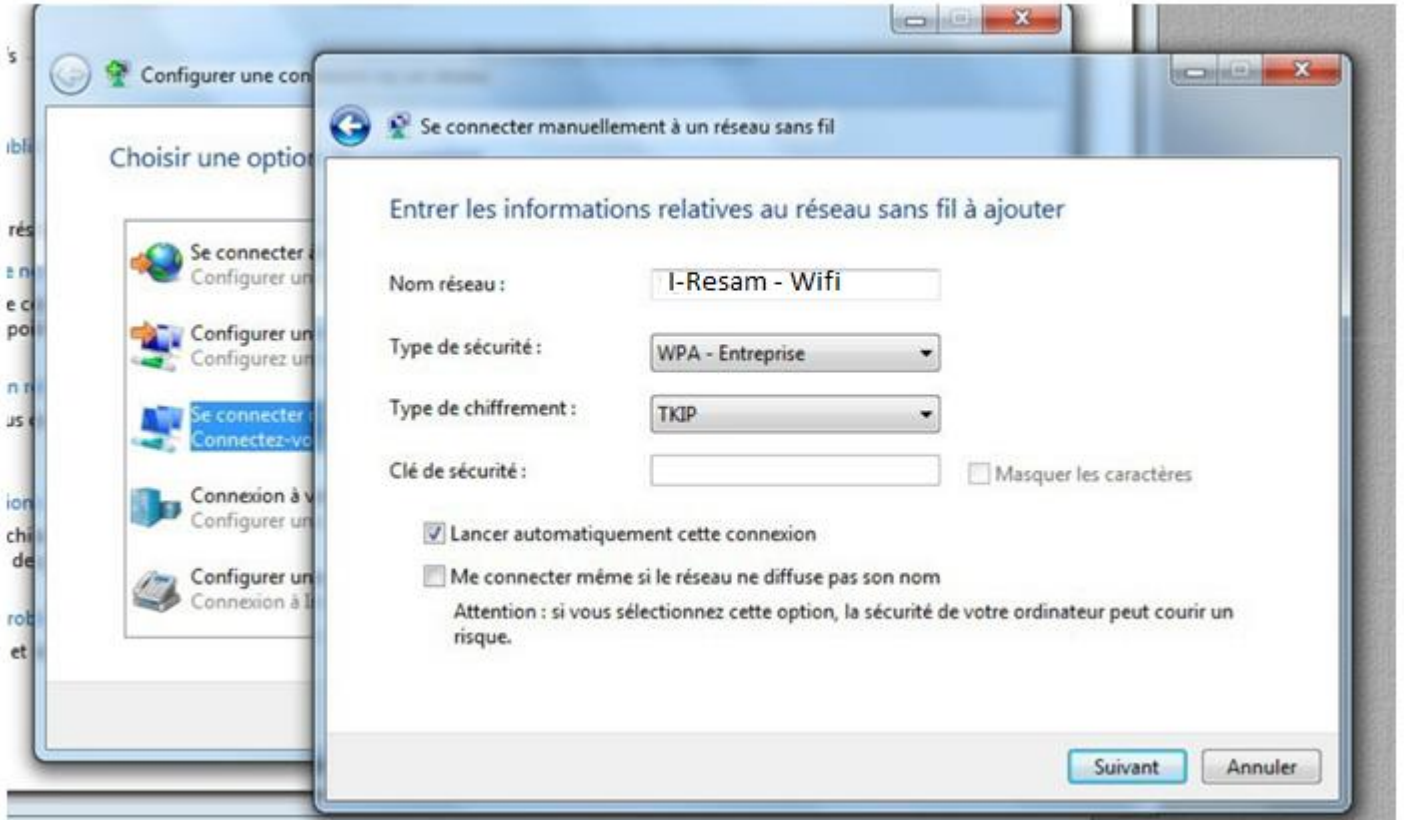 Configurer une con
Choisir une option
Se connecter à
Configurer un
Configurer un
Configurez un
Se connecter
Connectez-vo
Connexion à v
Configurer un
Configurer un
Connexion à I
Se connecter manuellement à un réseau sans fil
Entrer les informations relatives au réseau sans fil à ajouter
Nom réseau : I-Resam - Wifi
Type de sécurité : WPA - Entreprise
Type de chiffrement : TKIP
Clé de sécurité : Masquer les caractères
Lancer automatiquement cette connexion
Me connecter même si le réseau ne diffuse pas son nom
Attention : si vous sélectionnez cette option, la sécurité de votre ordinateur peut courir un
risque.
Suivant Annuler